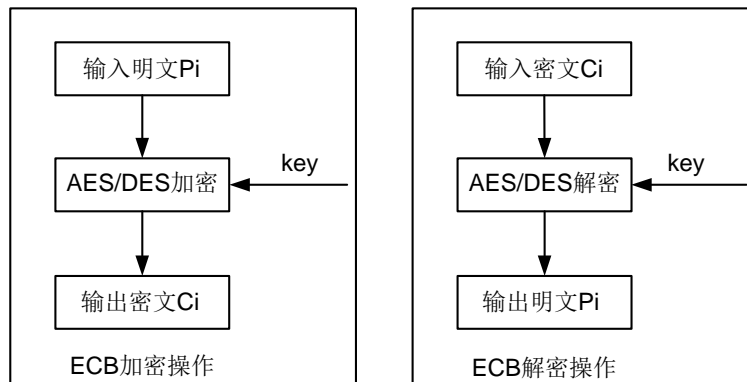 输入明文Pi
AES/DES加密
key
输出密文Ci
ECB加密操作
输入密文Ci
AES/DES解密
key
输出明文Pi
ECB解密操作